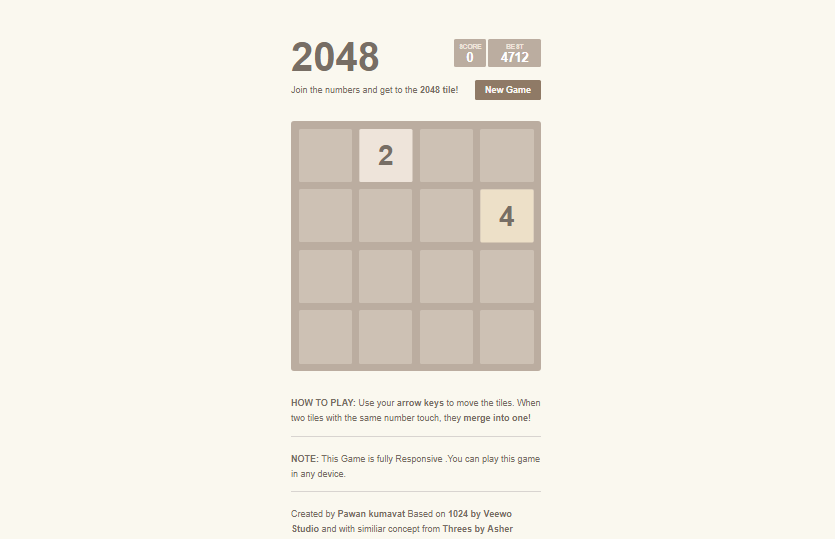 2048
SCORE
0
BEST
4712
Join the numbers and get to the 2048 tile!
New Game
2
4
HOW TO PLAY: Use your arrow keys to move the tiles. When
two tiles with the same number touch, they merge into one!
NOTE: This Game is fully Responsive .You can play this game
in any device.
Created by Pawan kumavat Based on 1024 by Veewo
Studio and with similiar concept from Threes by Asher